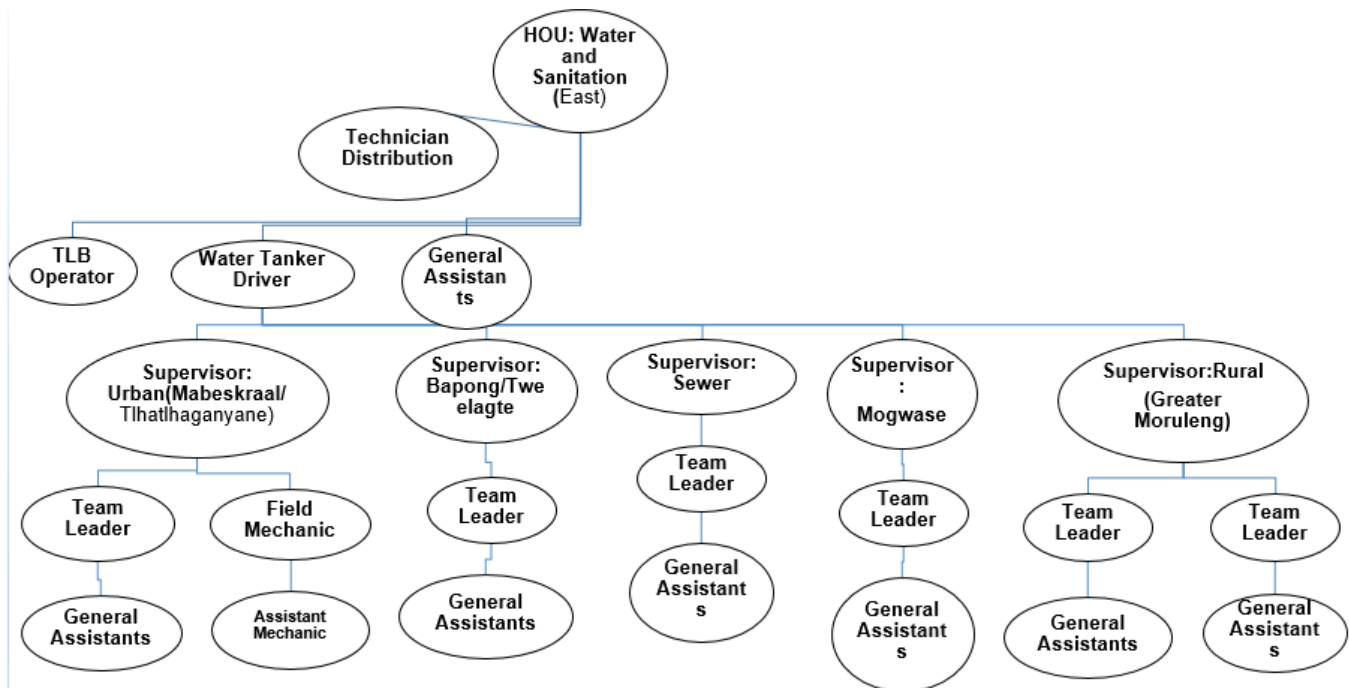 HOU: Water
and
Sanitation
(East)
Technician
Distribution
TLB
Operator
Water Tanker
Driver
General
Assistan
ts
Supervisor:
Urban(Mabeskraal/
Tlhatlhaganyane)
Supervisor:
Bapong/Twe
elagte
Supervisor:
Sewer
Supervisor
:
Mogwase
Supervisor:Rural
(Greater
Moruleng)
Team
Leader
Field
Mechanic
Team
Leader
Team
Leader
Team
Leader
Team
Leader
Team
Leader
General
Assistants
Assistant
Mechanic
General
Assistants
General
Assistant
s
General
Assistant
s
General
Assistants
General
Assistant
s